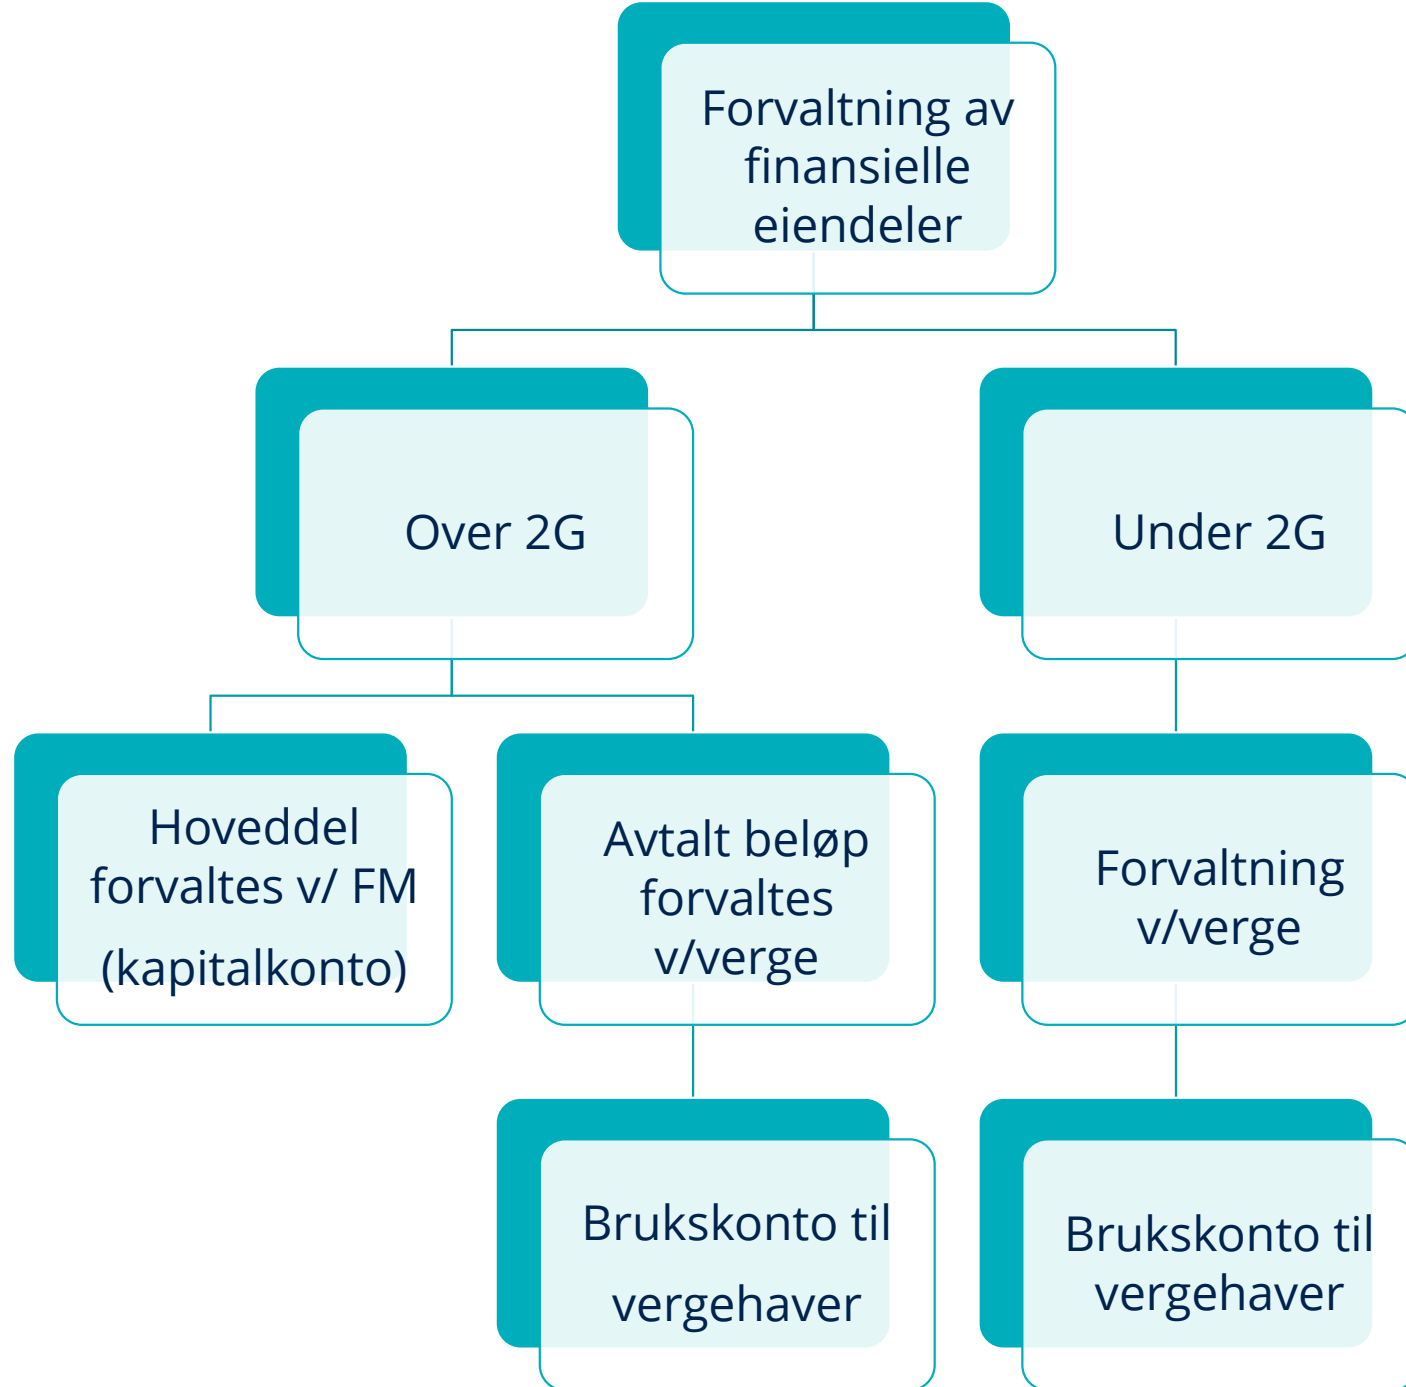 Forvaltning av
finansielle
eiendeler
Over 2G
Under 2G
Hoveddel
forvaltes v/ FM
(kapitalkonto)
Avtalt beløp
forvaltes
v/verge
Forvaltning
v/verge
Brukskonto til
vergehaver
Brukskonto til
vergehaver